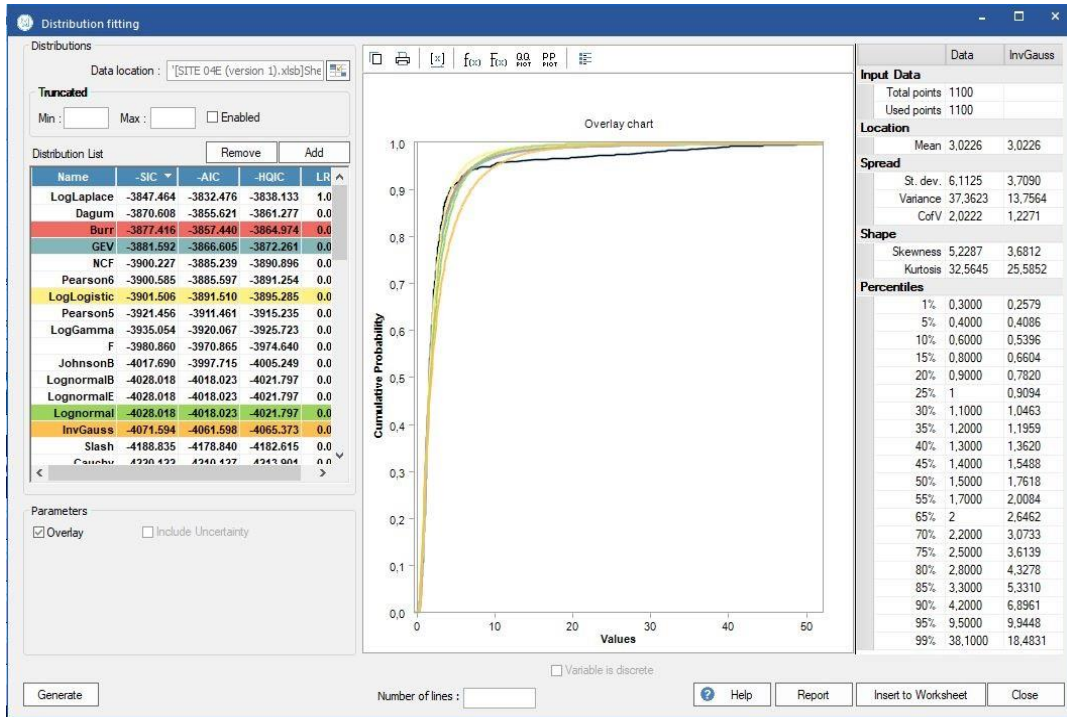 Distribution fitting
Distributions
Data location : '[SITE 04E (version 1).xlsb]She
Truncated
Min : Max : Enabled
Distribution List Remove Add
Name -SIC -AIC -HQIC LR
LogLaplace -3847.464 -3832.476 -3838.133 1.0
Dagum -3870.608 -3855.621 -3861.277 0.0
Burr -3877.416 -3857.440 -3864.974 0.0
GEV -3881.592 -3866.605 -3872.261 0.0
NCF -3900.227 -3885.239 -3890.896 0.0
Pearson6 -3900.585 -3885.597 -3891.254 0.0
LogLogistic -3901.506 -3891.510 -3895.285 0.0
Pearson5 -3921.456 -3911.461 -3915.235 0.0
LogGamma -3935.054 -3920.067 -3925.723 0.0
F -3980.860 -3970.865 -3974.640 0.0
JohnsonB -4017.690 -3997.715 -4005.249 0.0
LognormalB -4028.018 -4018.023 -4021.797 0.0
LognormalE -4028.018 -4018.023 -4021.797 0.0
Lognormal -4028.018 -4018.023 -4021.797 0.0
InvGauss -4071.594 -4061.598 -4065.373 0.0
Slash -4188.835 -4178.840 -4182.615 0.0
Cauchy
Parameters
Overlay Include Uncertainty
Generate
[x] f(x) F(x) QQ PLOT PP PLOT
Overlay chart
Cumulative Probability
1,0
0,9
0,8
0,7
0,6
0,5
0,4
0,3
0,2
0,1
0,0
0 10 20 30 40 50
Values
Variable is discrete
Number of lines :
Help Report Insert to Worksheet Close
Data InvGauss
Input Data
Total points 1100
Used points 1100
Location
Mean 3,0226 3,0226
Spread
St. dev. 6,1125 3,7090
Variance 37,3623 13,7564
CofV 2,0222 1,2271
Shape
Skewness 5,2287 3,6812
Kurtosis 32,5645 25,5852
Percentiles
1% 0,3000 0,2579
5% 0,4000 0,4086
10% 0,6000 0,5396
15% 0,8000 0,6604
20% 0,9000 0,7820
25% 1 0,9094
30% 1,1000 1,0463
35% 1,2000 1,1959
40% 1,3000 1,3620
45% 1,4000 1,5488
50% 1,5000 1,7618
55% 1,7000 2,0084
65% 2 2,6462
70% 2,2000 3,0733
75% 2,5000 3,6139
80% 2,8000 4,3278
85% 3,3000 5,3310
90% 4,2000 6,8961
95% 9,5000 9,9448
99% 38,1000 18,4831